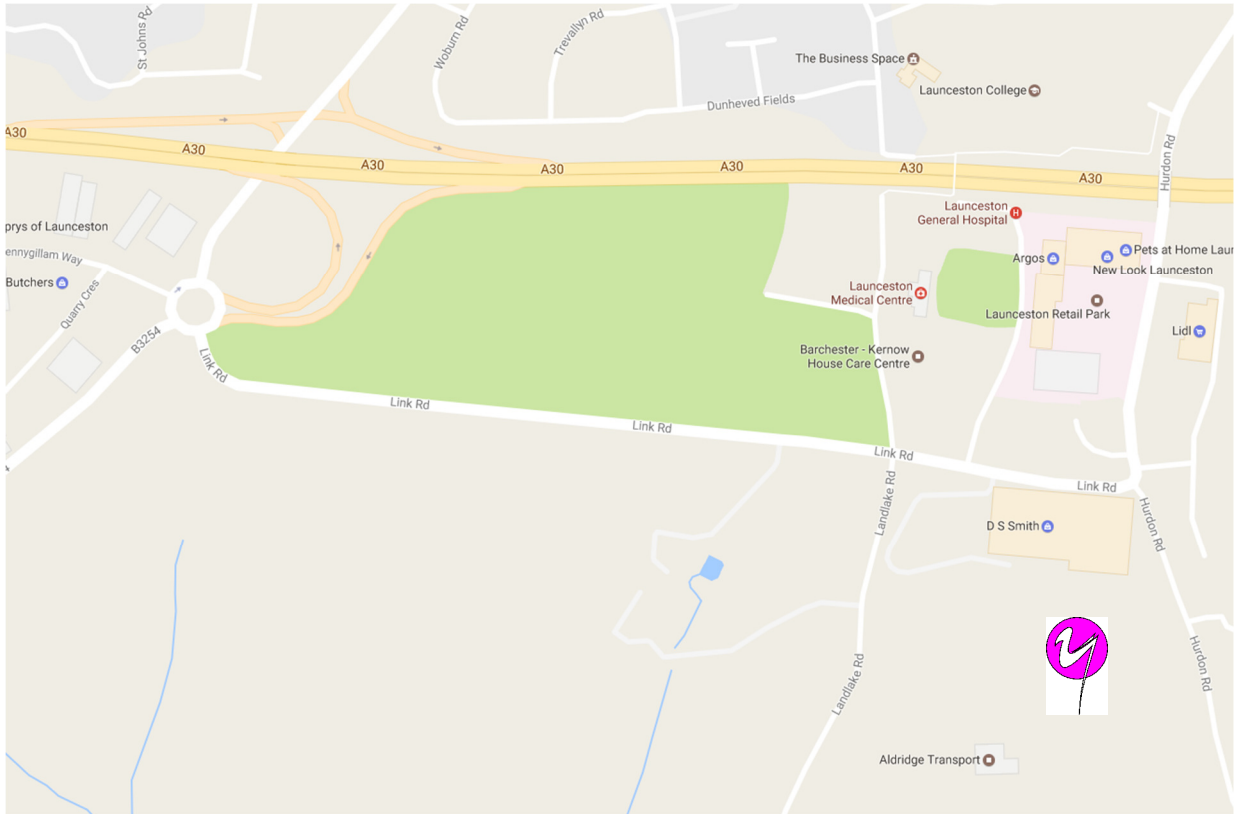 St Johns Rd
Woburn Rd
Trevallyn Rd
The Business Space
Launceston College
Dunheved Fields
A30
A30
A30
A30
A30
A30
A30
Hurdon Rd
prys of Launceston
ennygillam Way
Butchers
Quarry Cres
B3254
Launceston
General Hospital
Argos
Pets at Home Laun
New Look Launceston
Launceston
Medical Centre
Launceston Retail Park
Lidl
Barchester - Kernow
House Care Centre
Link Rd
Link Rd
Link Rd
Link Rd
Link Rd
Landlake Rd
D S Smith
Hurdon Rd
Landlake Rd
Hurdon Rd
Aldridge Transport